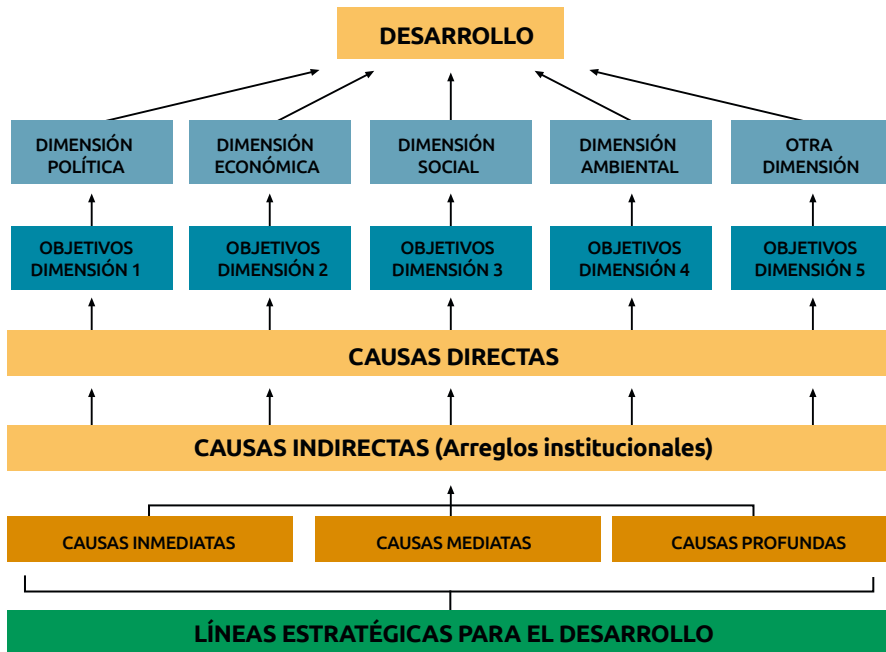 DESARROLLO
DIMENSIÓN
POLÍTICA
DIMENSIÓN
ECONÓMICA
DIMENSIÓN
SOCIAL
DIMENSIÓN
AMBIENTAL
OTRA
DIMENSIÓN
OBJETIVOS
DIMENSIÓN 1
OBJETIVOS
DIMENSIÓN 2
OBJETIVOS
DIMENSIÓN 3
OBJETIVOS
DIMENSIÓN 4
OBJETIVOS
DIMENSIÓN 5
CAUSAS DIRECTAS
CAUSAS INDIRECTAS (Arreglos institucionales)
CAUSAS INMEDIATAS
CAUSAS MEDIATAS
CAUSAS PROFUNDAS
LÍNEAS ESTRATÉGICAS PARA EL DESARROLLO